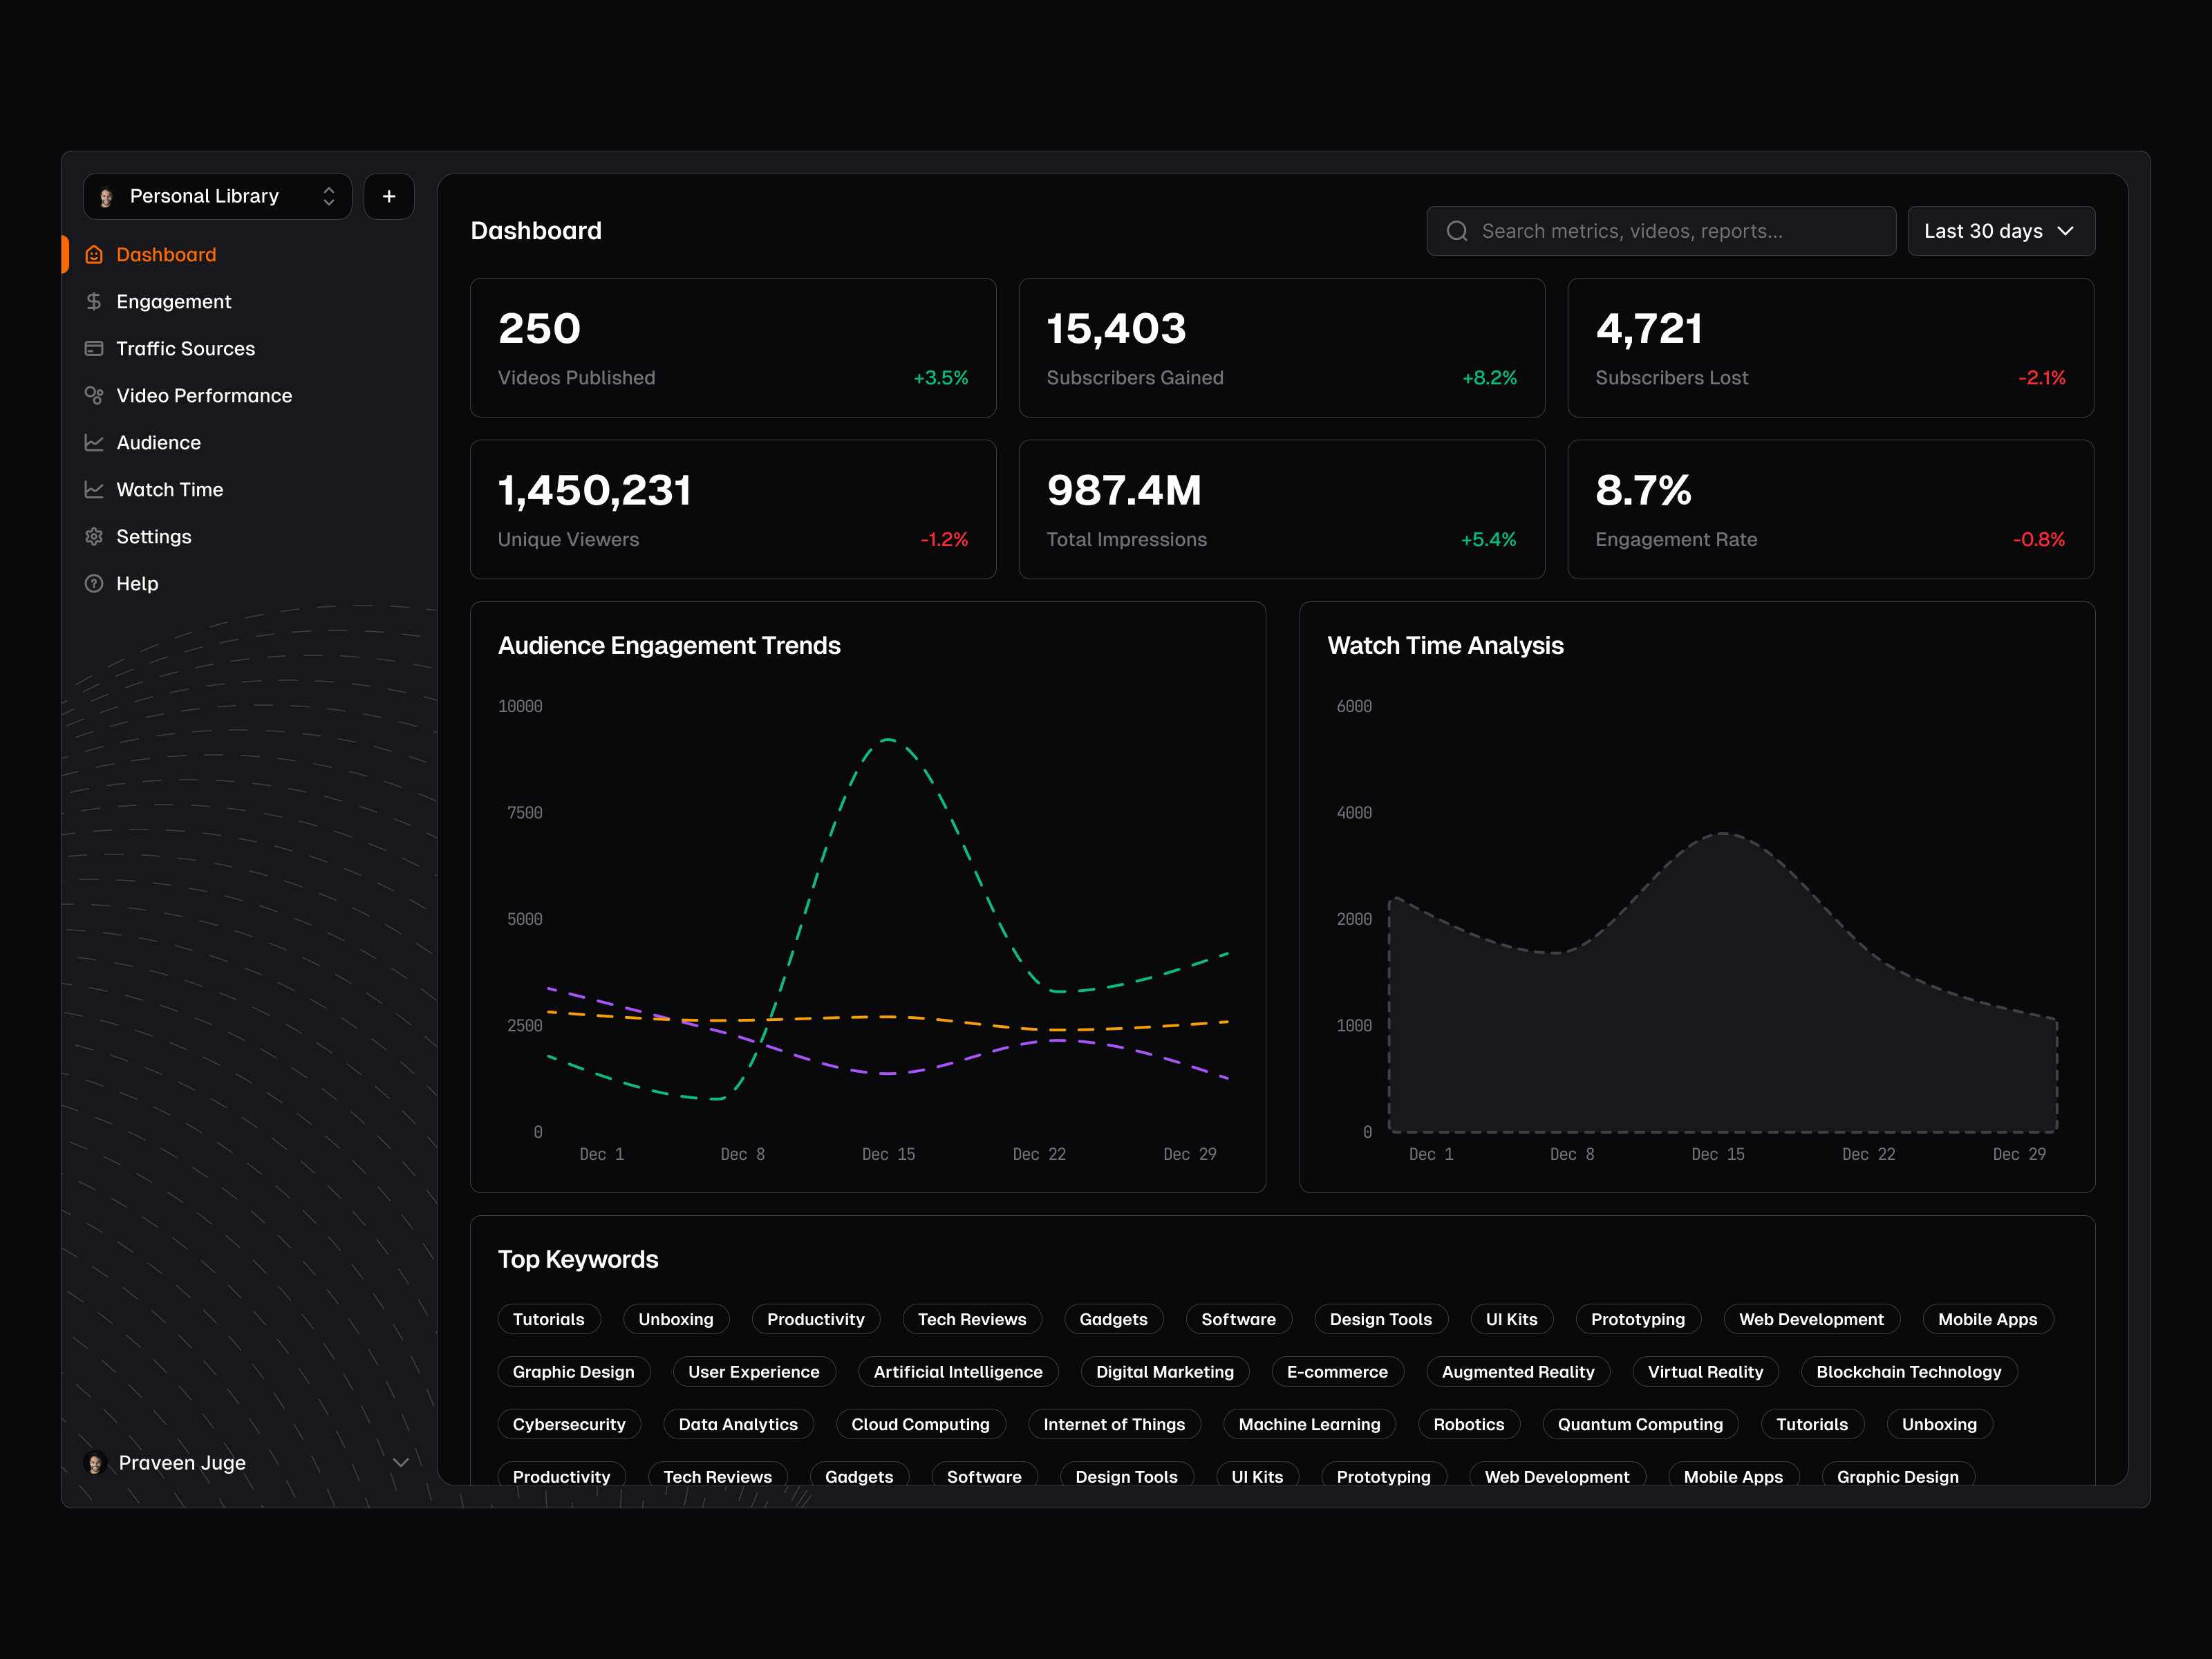 Personal Library
+
Dashboard
Engagement
Traffic Sources
Video Performance
Audience
Watch Time
Settings
Help
Praveen Juge
Dashboard
Search metrics, videos, reports...
Last 30 days
250
Videos Published +3.5%
15,403
Subscribers Gained +8.2%
4,721
Subscribers Lost -2.1%
1,450,231
Unique Viewers -1.2%
987.4M
Total Impressions +5.4%
8.7%
Engagement Rate -0.8%
Audience Engagement Trends
10000
7500
5000
2500
0
Dec 1 Dec 8 Dec 15 Dec 22 Dec 29
Watch Time Analysis
6000
4000
2000
1000
0
Dec 1 Dec 8 Dec 15 Dec 22 Dec 29
Top Keywords
Tutorials Unboxing Productivity Tech Reviews Gadgets Software Design Tools UI Kits Prototyping Web Development Mobile Apps
Graphic Design User Experience Artificial Intelligence Digital Marketing E-commerce Augmented Reality Virtual Reality Blockchain Technology
Cybersecurity Data Analytics Cloud Computing Internet of Things Machine Learning Robotics Quantum Computing Tutorials Unboxing
Productivity Tech Reviews Gadgets Software Design Tools UI Kits Prototyping Web Development Mobile Apps Graphic Design